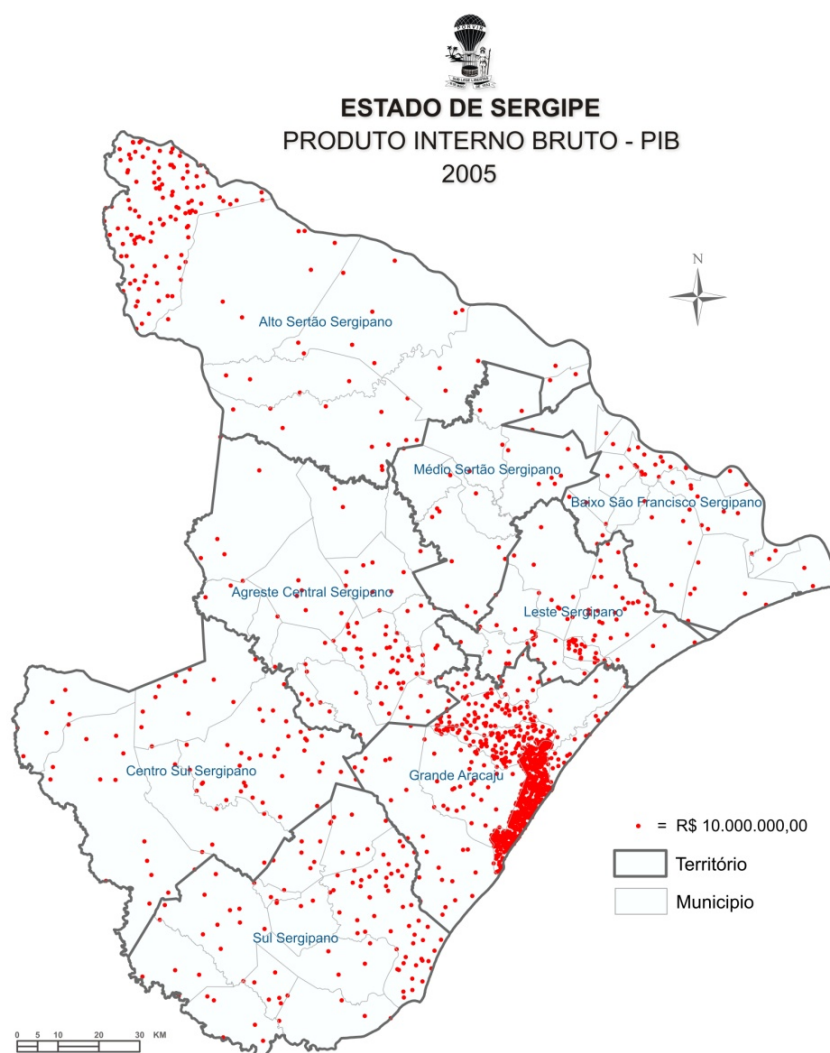 PORVIR
ESTADO DE SERGIPE
PRODUTO INTERNO BRUTO - PIB
2005
N
Alto Sertão Sergipano
Médio Sertão Sergipano
Baixo São Francisco Sergipano
Agreste Central Sergipano
Leste Sergipano
Centro Sul Sergipano
Grande Aracaju
= R$ 10.000.000,00
Território
Municipio
Sul Sergipano
0 5 10 20 30 KM